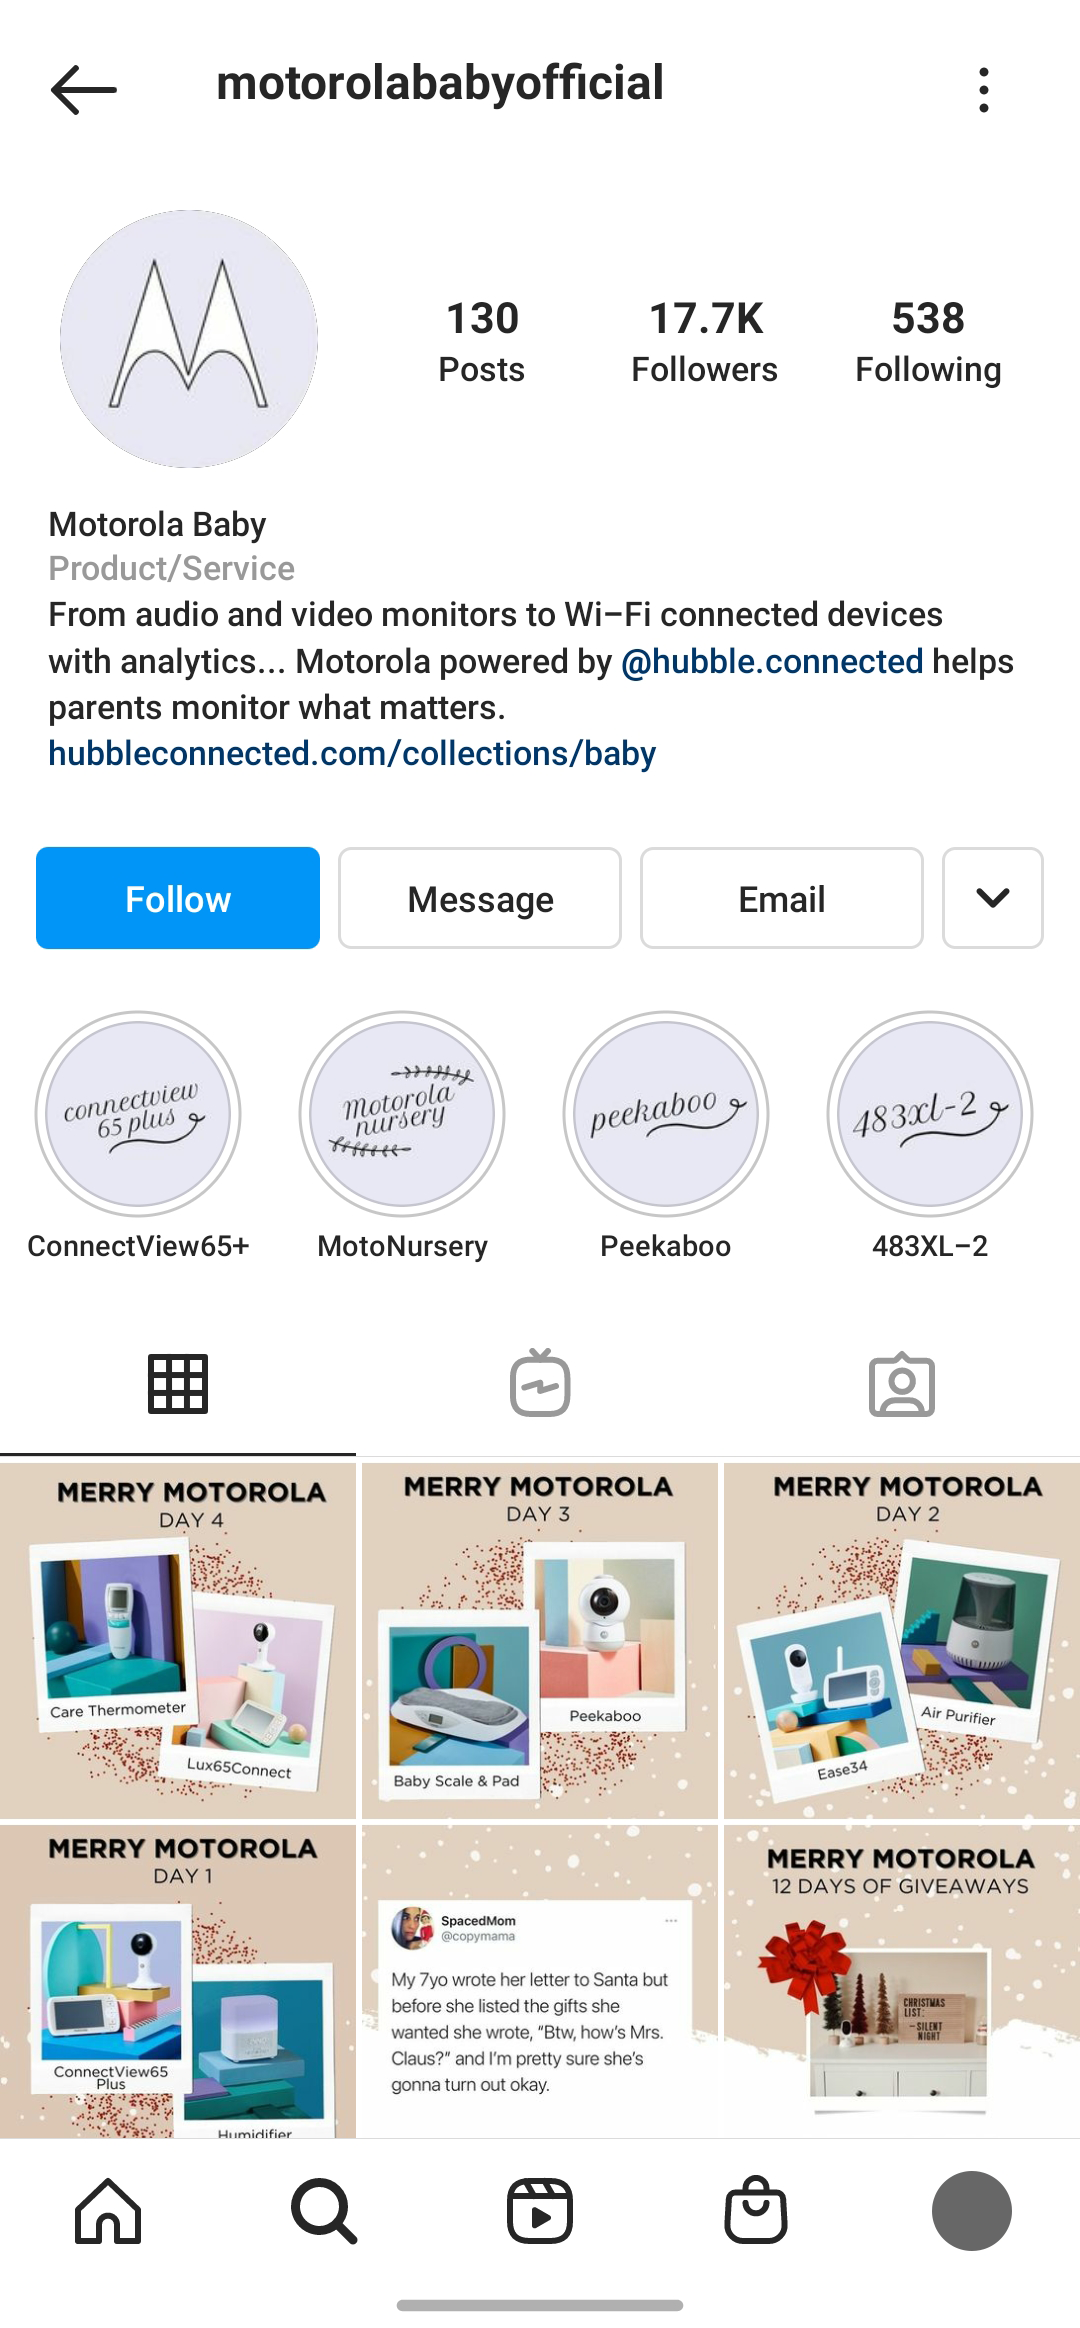 motorolababyofficial
130
Posts
17.7K
Followers
538
Following
Motorola Baby
Product/Service
From audio and video monitors to Wi-Fi connected devices
with analytics... Motorola powered by @hubble.connected helps
parents monitor what matters.
hubbleconnected.com/collections/baby
Follow
Message
Email
connectview
65 plus
motorola
nursery
peekaboo
483xl-2
ConnectView65+
MotoNursery
Peekaboo
483XL-2
MERRY MOTOROLA
DAY 4
Care Thermometer
Lux65Connect
MERRY MOTOROLA
DAY 3
Peekaboo
Baby Scale & Pad
MERRY MOTOROLA
DAY 2
Air Purifier
Ease34
MERRY MOTOROLA
DAY 1
ConnectView65
Plus
Humidifier
SpacedMom
@copymama
My 7yo wrote her letter to Santa but
before she listed the gifts she
wanted she wrote, “Btw, how’s Mrs.
Claus?” and I’m pretty sure she’s
gonna turn out okay.
MERRY MOTOROLA
12 DAYS OF GIVEAWAYS
CHRISTMAS
LIST:
-SILENT
NIGHT